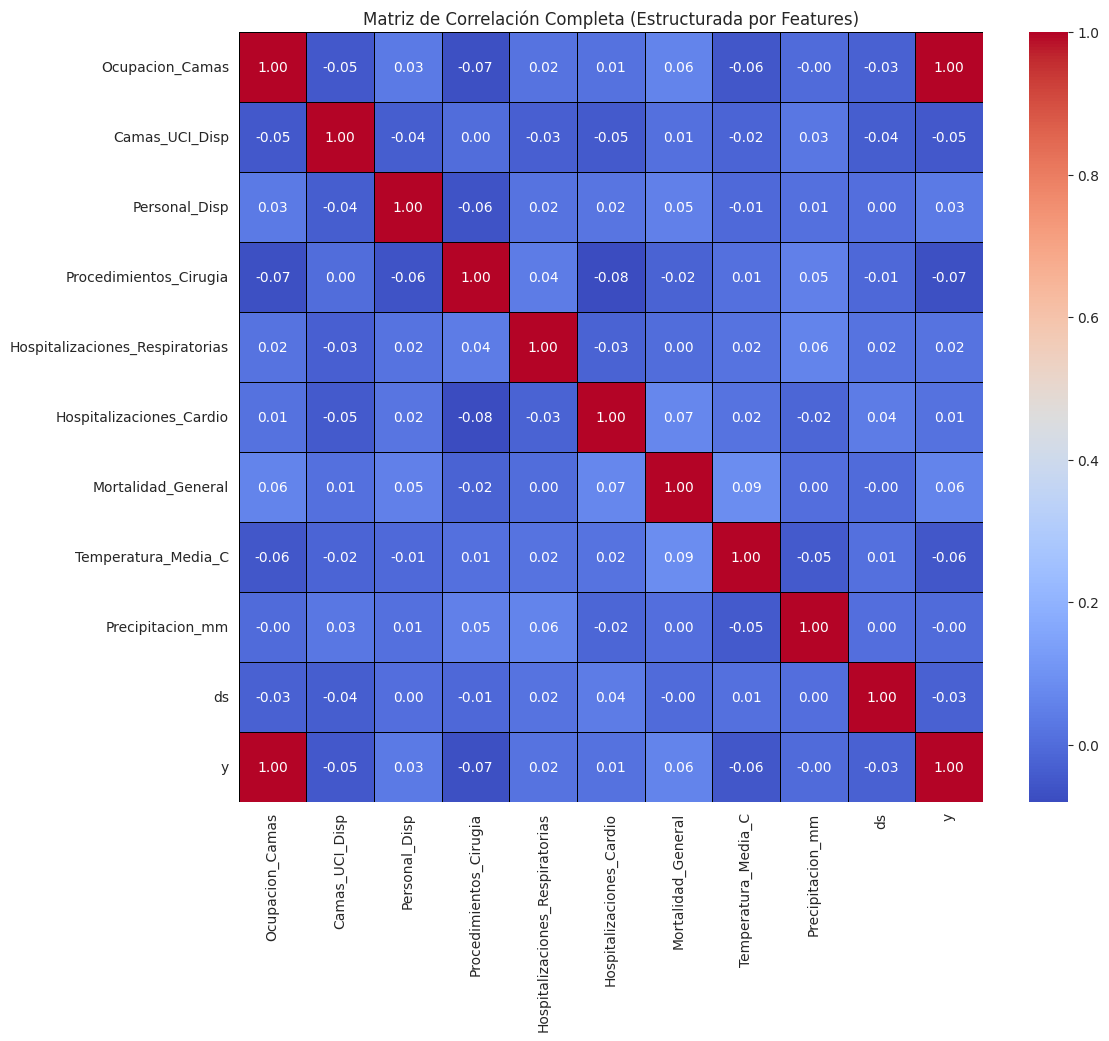 Matriz de Correlación Completa (Estructurada por Features)
Ocupacion_Camas 1.00 -0.05 0.03 -0.07 0.02 0.01 0.06 -0.06 -0.00 -0.03 1.00
Camas_UCI_Disp -0.05 1.00 -0.04 0.00 -0.03 -0.05 0.01 -0.02 0.03 -0.04 -0.05
Personal_Disp 0.03 -0.04 1.00 -0.06 0.02 0.02 0.05 -0.01 0.01 0.00 0.03
Procedimientos_Cirugia -0.07 0.00 -0.06 1.00 0.04 -0.08 -0.02 0.01 0.05 -0.01 -0.07
Hospitalizaciones_Respiratorias 0.02 -0.03 0.02 0.04 1.00 -0.03 0.00 0.02 0.06 0.02 0.02
Hospitalizaciones_Cardio 0.01 -0.05 0.02 -0.08 -0.03 1.00 0.07 0.02 -0.02 0.04 0.01
Mortalidad_General 0.06 0.01 0.05 -0.02 0.00 0.07 1.00 0.09 0.00 -0.00 0.06
Temperatura_Media_C -0.06 -0.02 -0.01 0.01 0.02 0.02 0.09 1.00 -0.05 0.01 -0.06
Precipitacion_mm -0.00 0.03 0.01 0.05 0.06 -0.02 0.00 -0.05 1.00 0.00 -0.00
ds -0.03 -0.04 0.00 -0.01 0.02 0.04 -0.00 0.01 0.00 1.00 -0.03
y 1.00 -0.05 0.03 -0.07 0.02 0.01 0.06 -0.06 -0.00 -0.03 1.00
Ocupacion_Camas
Camas_UCI_Disp
Personal_Disp
Procedimientos_Cirugia
Hospitalizaciones_Respiratorias
Hospitalizaciones_Cardio
Mortalidad_General
Temperatura_Media_C
Precipitacion_mm
ds
y
1.0
0.8
0.6
0.4
0.2
0.0